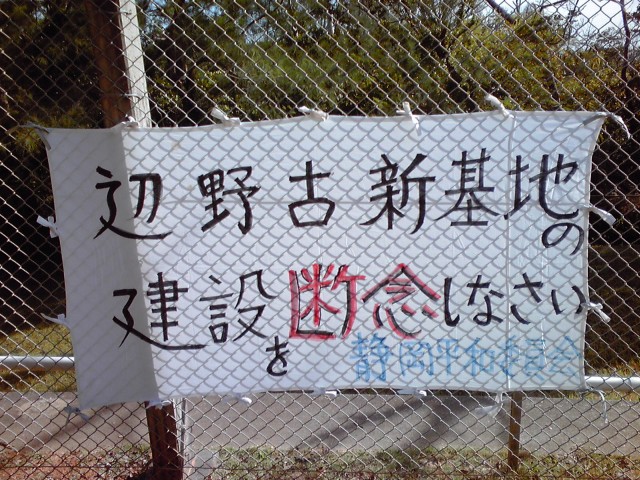 辺野古新基地の
建設を断念しなさい
静岡平和委員会